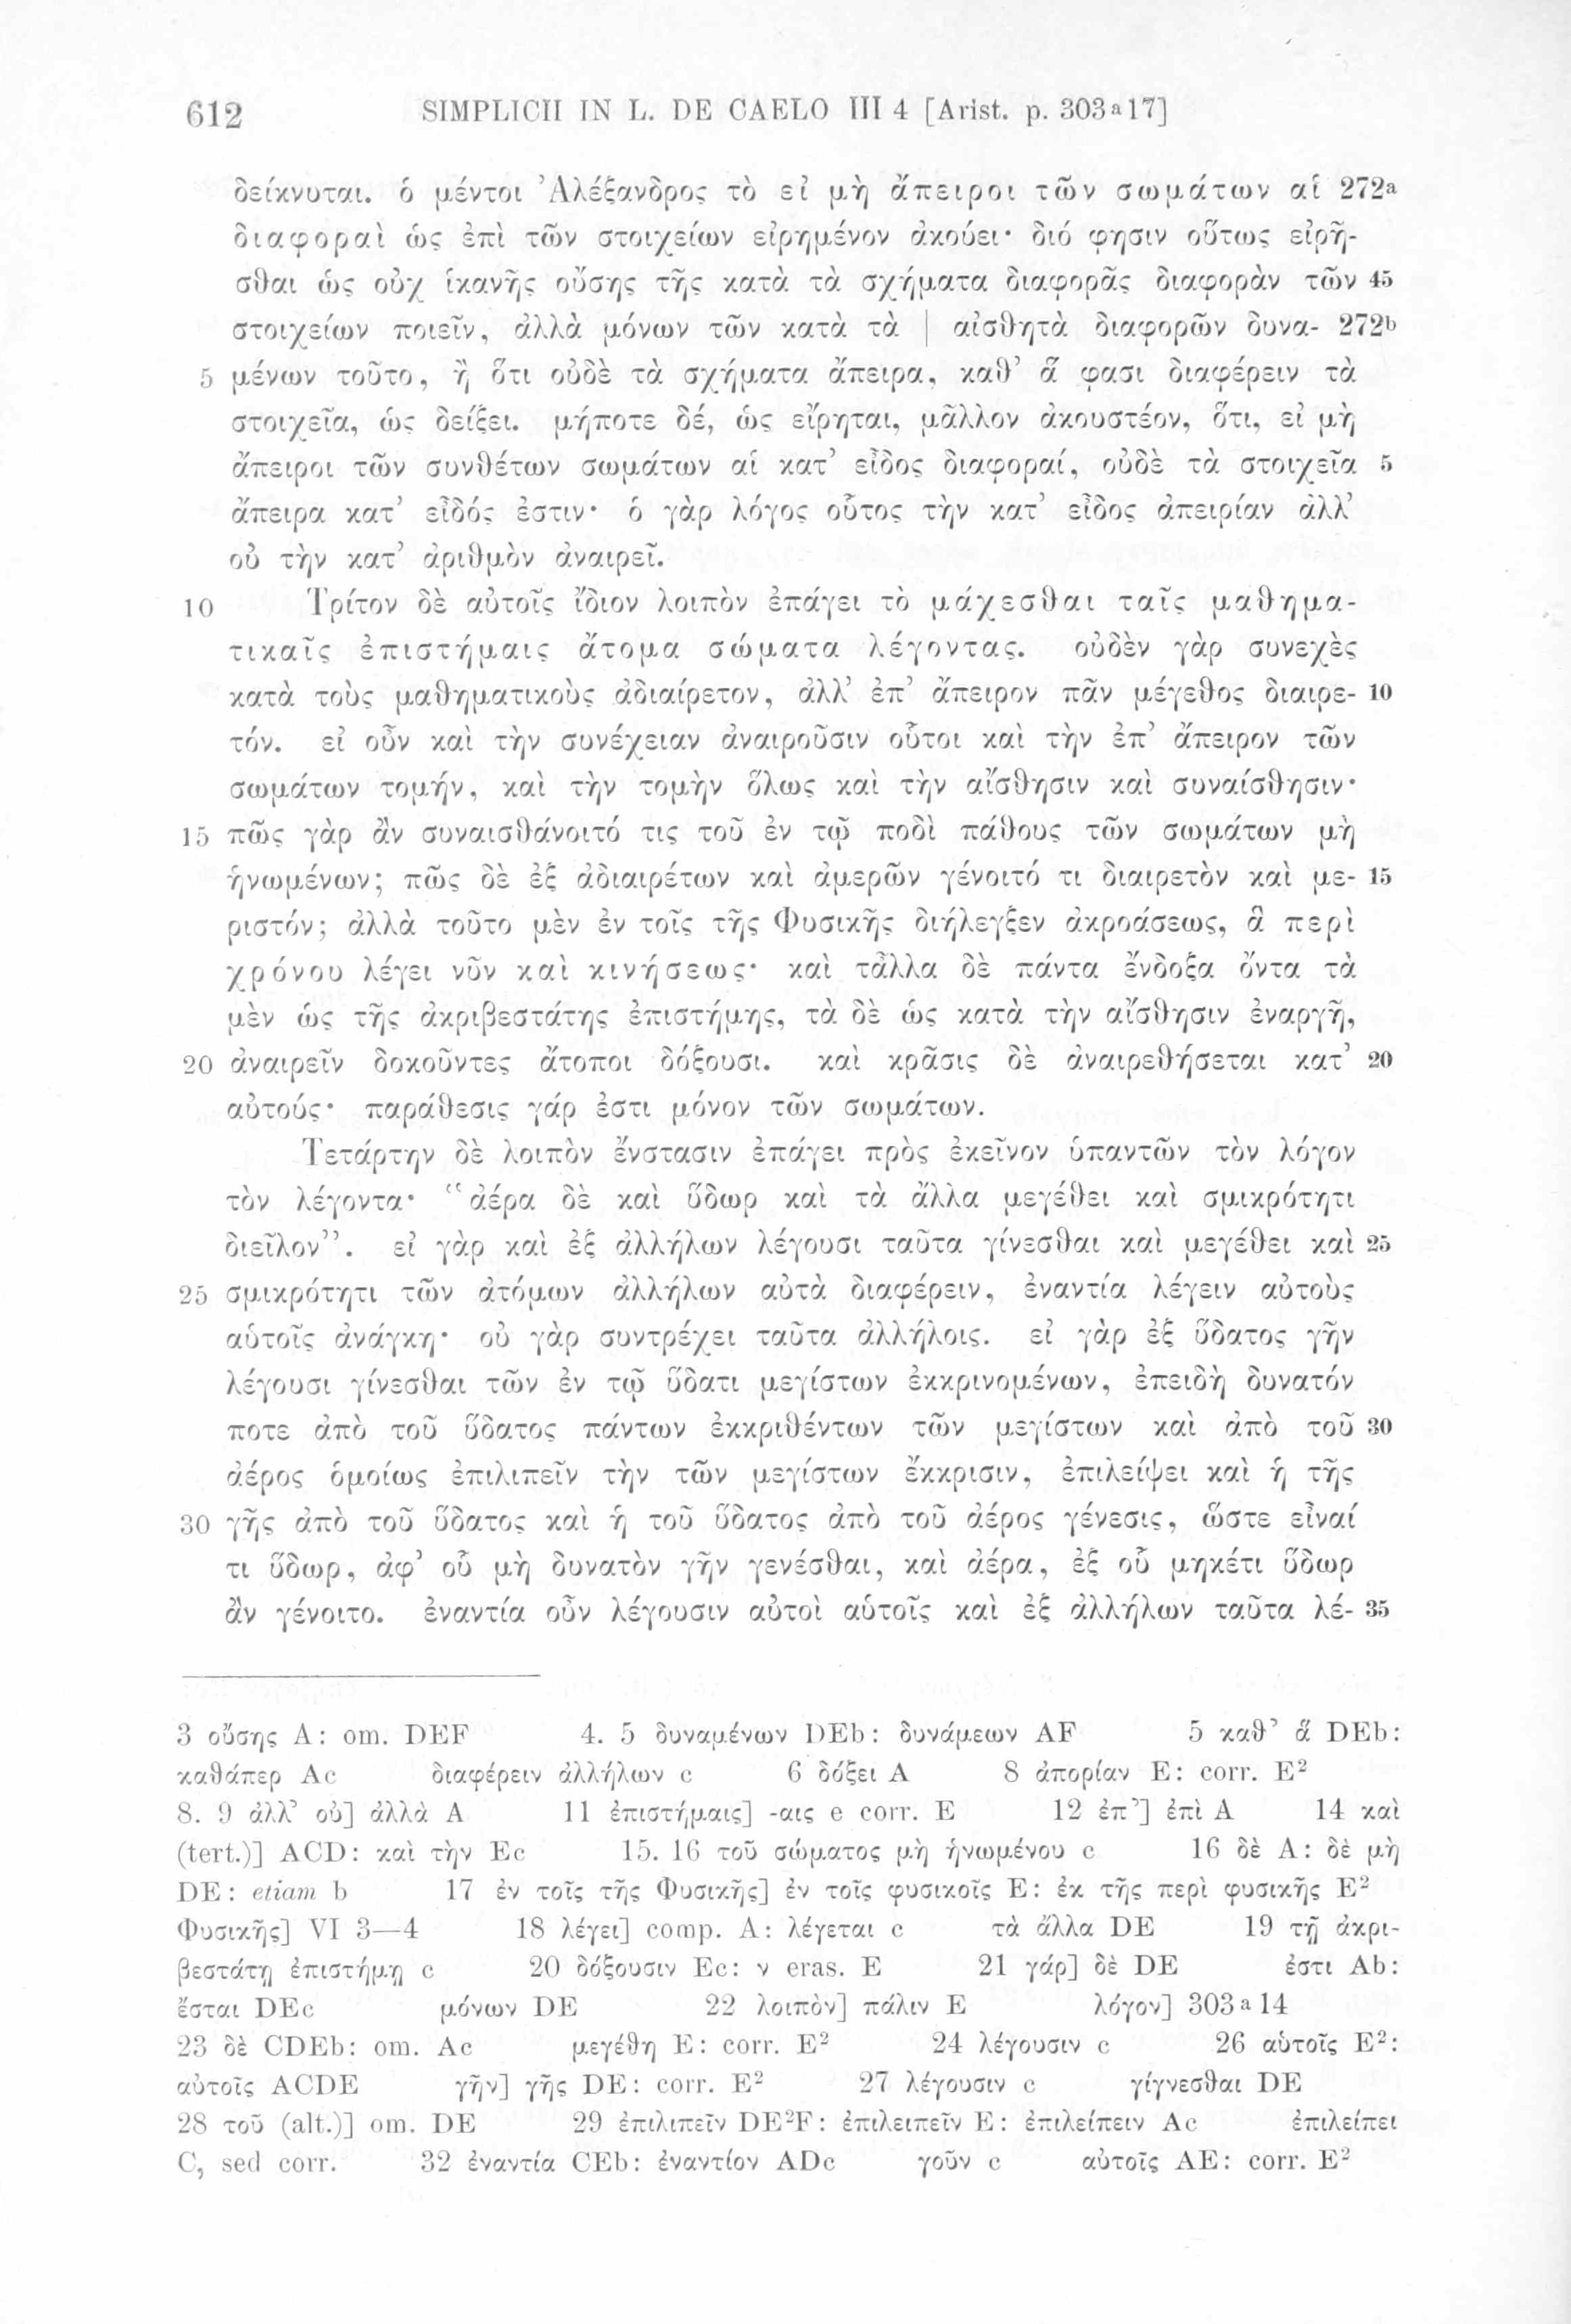 612 SIMPLICII IN L. DE CAELO III 4 [Arist. p. 303ª17]
δείκνυται. ὁ μέντοι Ἀλέξανδρος τὸ εἰ μὴ ἄπειροι τῶν σωμάτων αἱ 272a
διαφοραὶ ὡς ἐπὶ τῶν στοιχείων εἰρημένον ἀκούει· διό φησιν οὕτως εἰρῆ-
σθαι ὡς οὐχ ἱκανῆς οὔσης τῆς κατὰ τὰ σχήματα διαφορᾶς διαφορὰν τῶν 45
στοιχείων ποιεῖν, ἀλλὰ μόνων τῶν κατὰ τὰ | αἰσθητὰ διαφορῶν δυνα- 272b
5 μένων τοῦτο, ἢ ὅτι οὐδὲ τὰ σχήματα ἄπειρα, καθ’ ἅ φασι διαφέρειν τὰ
στοιχεῖα, ὡς δείξει. μήποτε δέ, ὡς εἴρηται, μᾶλλον ἀκουστέον, ὅτι, εἰ μὴ
ἄπειροι τῶν συνθέτων σωμάτων αἱ κατ’ εἶδος διαφοραί, οὐδὲ τὰ στοιχεῖα 5
ἄπειρα κατ’ εἶδός ἐστιν· ὁ γὰρ λόγος οὗτος τὴν κατ’ εἶδος ἀπειρίαν ἀλλ’
οὐ τὴν κατ’ ἀριθμὸν ἀναιρεῖ.
10 Τρίτον δὲ αὐτοῖς ἴδιον λοιπὸν ἐπάγει τὸ μάχεσθαι ταῖς μαθημα-
τικαῖς ἐπιστήμαις ἄτομα σώματα λέγοντας. οὐδὲν γὰρ συνεχὲς
κατὰ τοὺς μαθηματικοὺς ἀδιαίρετον, ἀλλ’ ἐπ’ ἄπειρον πᾶν μέγεθος διαιρε- 10
τόν. εἰ οὖν καὶ τὴν συνέχειαν ἀναιροῦσιν οὗτοι καὶ τὴν ἐπ’ ἄπειρον τῶν
σωμάτων τομήν, καὶ τὴν τομὴν ὅλως καὶ τὴν αἴσθησιν καὶ συναίσθησιν·
15 πῶς γὰρ ἂν συναισθάνοιτό τις τοῦ ἐν τῷ ποδὶ πάθους τῶν σωμάτων μὴ
ἡνωμένων; πῶς δὲ ἐξ ἀδιαιρέτων καὶ ἀμερῶν γένοιτό τι διαιρετὸν καὶ με- 15
ριστόν; ἀλλὰ τοῦτο μὲν ἐν τοῖς τῆς Φυσικῆς διήλεγξεν ἀκροάσεως, ἃ περὶ
χρόνου λέγει νῦν καὶ κινήσεως· καὶ τἆλλα δὲ πάντα ἔνδοξα ὄντα τὰ
μὲν ὡς τῆς ἀκριβεστάτης ἐπιστήμης, τὰ δὲ ὡς κατὰ τὴν αἴσθησιν ἐναργῆ,
20 ἀναιρεῖν δοκοῦντες ἄτοποι δόξουσι. καὶ κρᾶσις δὲ ἀναιρεθήσεται κατ’ 20
αὐτούς· παράθεσις γάρ ἐστι μόνον τῶν σωμάτων.
Τετάρτην δὲ λοιπὸν ἔνστασιν ἐπάγει πρὸς ἐκεῖνον ὑπαντῶν τὸν λόγον
τὸν λέγοντα· “ἀέρα δὲ καὶ ὕδωρ καὶ τὰ ἄλλα μεγέθει καὶ σμικρότητι
διεῖλον”. εἰ γὰρ καὶ ἐξ ἀλλήλων λέγουσι ταῦτα γίνεσθαι καὶ μεγέθει καὶ 25
25 σμικρότητι τῶν ἀτόμων ἀλλήλων αὐτὰ διαφέρειν, ἐναντία λέγειν αὐτοὺς
αὑτοῖς ἀνάγκη· οὐ γὰρ συντρέχει ταῦτα ἀλλήλοις. εἰ γὰρ ἐξ ὕδατος γῆν
λέγουσι γίνεσθαι τῶν ἐν τῷ ὕδατι μεγίστων ἐκκρινομένων, ἐπειδὴ δυνατόν
ποτε ἀπὸ τοῦ ὕδατος πάντων ἐκκριθέντων τῶν μεγίστων καὶ ἀπὸ τοῦ 30
ἀέρος ὁμοίως ἐπιλιπεῖν τὴν τῶν μεγίστων ἔκκρισιν, ἐπιλείψει καὶ ἡ τῆς
30 γῆς ἀπὸ τοῦ ὕδατος καὶ ἡ τοῦ ὕδατος ἀπὸ τοῦ ἀέρος γένεσις, ὥστε εἶναί
τι ὕδωρ, ἀφ’ οὗ μὴ δυνατὸν γῆν γενέσθαι, καὶ ἀέρα, ἐξ οὗ μηκέτι ὕδωρ
ἂν γένοιτο. ἐναντία οὖν λέγουσιν αὐτοὶ αὑτοῖς καὶ ἐξ ἀλλήλων ταῦτα λέ- 35
3 οὔσης A: om. DEF 4. 5 δυναμένων DEb: δυνάμεων AF 5 καθ’ ἅ DEb:
καθάπερ Ac διαφέρειν ἀλλήλων c 6 δόξει A 8 ἀπορίαν E: corr. E²
8. 9 ἀλλ’ οὐ] ἀλλὰ A 11 ἐπιστήμαις] -αις e corr. E 12 ἐπ’] ἐπὶ A 14 καὶ
(tert.)] ACD: καὶ τὴν Ec 15. 16 τοῦ σώματος μὴ ἡνωμένου c 16 δὲ A: δὲ μὴ
DE: etiam b 17 ἐν τοῖς τῆς Φυσικῆς] ἐν τοῖς φυσικοῖς E: ἐκ τῆς περὶ φυσικῆς E²
Φυσικῆς] VI 3—4 18 λέγει] comp. A: λέγεται c τὰ ἄλλα DE 19 τῇ ἀκρι-
βεστάτῃ ἐπιστήμῃ c 20 δόξουσιν Ec: ν eras. E 21 γάρ] δὲ DE ἐστι Ab:
ἔσται DEc μόνων DE 22 λοιπὸν] πάλιν E λόγον] 303ª14
23 δὲ CDEb: om. Ac μεγέθη E: corr. E² 24 λέγουσιν c 26 αὑτοῖς E²:
αὐτοῖς ACDE γῆν] γῆς DE: corr. E² 27 λέγουσιν c γίγνεσθαι DE
28 τοῦ (alt.)] om. DE 29 ἐπιλιπεῖν DE²F: ἐπιλειπεῖν E: ἐπιλείπειν Ac ἐπιλείπει
C, sed corr. 32 ἐναντία CEb: ἐναντίον ADc γοῦν c αὐτοῖς AE: corr. E²